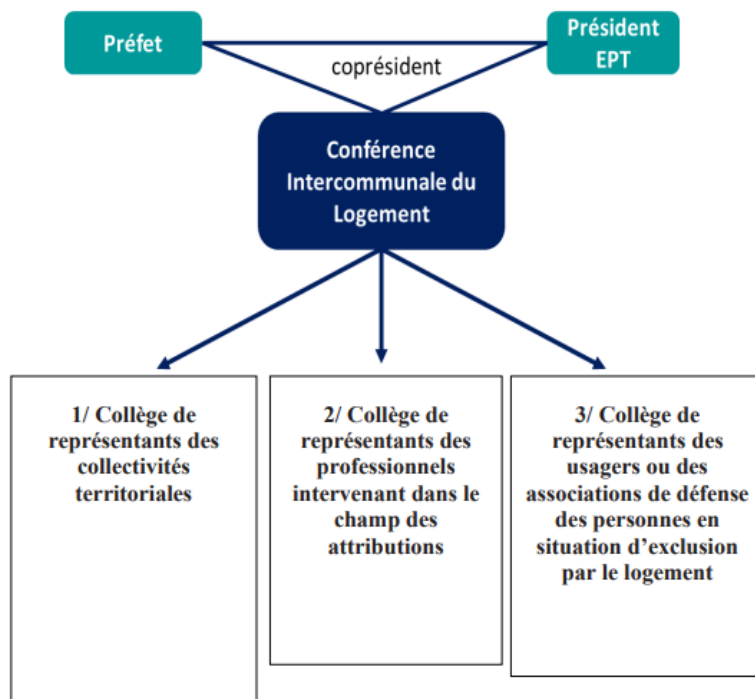 Préfet
Président
EPT
coprésident
Conférence
Intercommunale du
Logement
1/ Collège de
représentants des
collectivités
territoriales
2/ Collège de
représentants des
professionnels
intervenant dans le
champ des
attributions
3/ Collège de
représentants des
usagers ou des
associations de défense
des personnes en
situation d’exclusion
par le logement